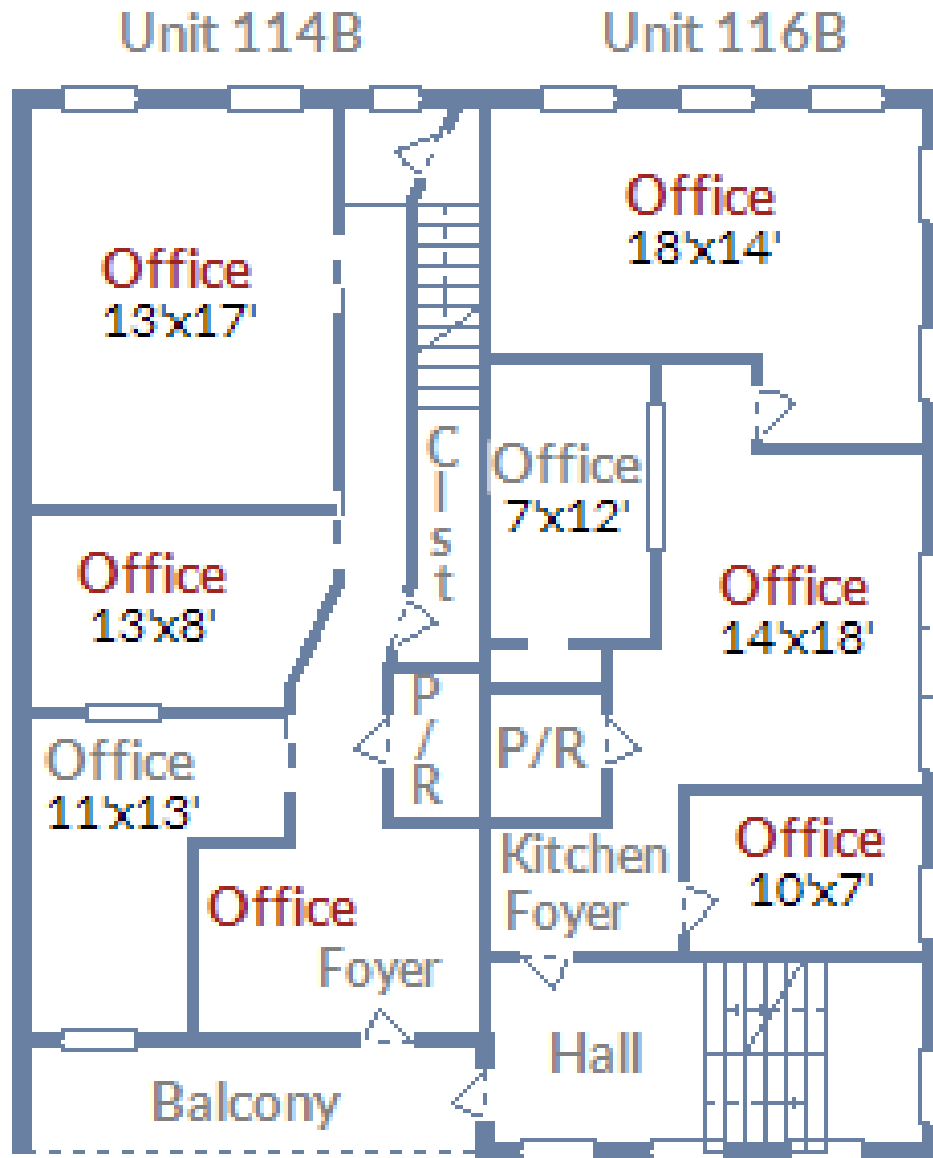 Unit 114B
Unit 116B
Office
13'x17'
Office
18'x14'
Clst
Office
7'x12'
Office
13'x8'
Office
14'x18'
P/R
P/R
Office
11'x13'
Kitchen
Foyer
Office
10'x7'
Office
Foyer
Hall
Balcony